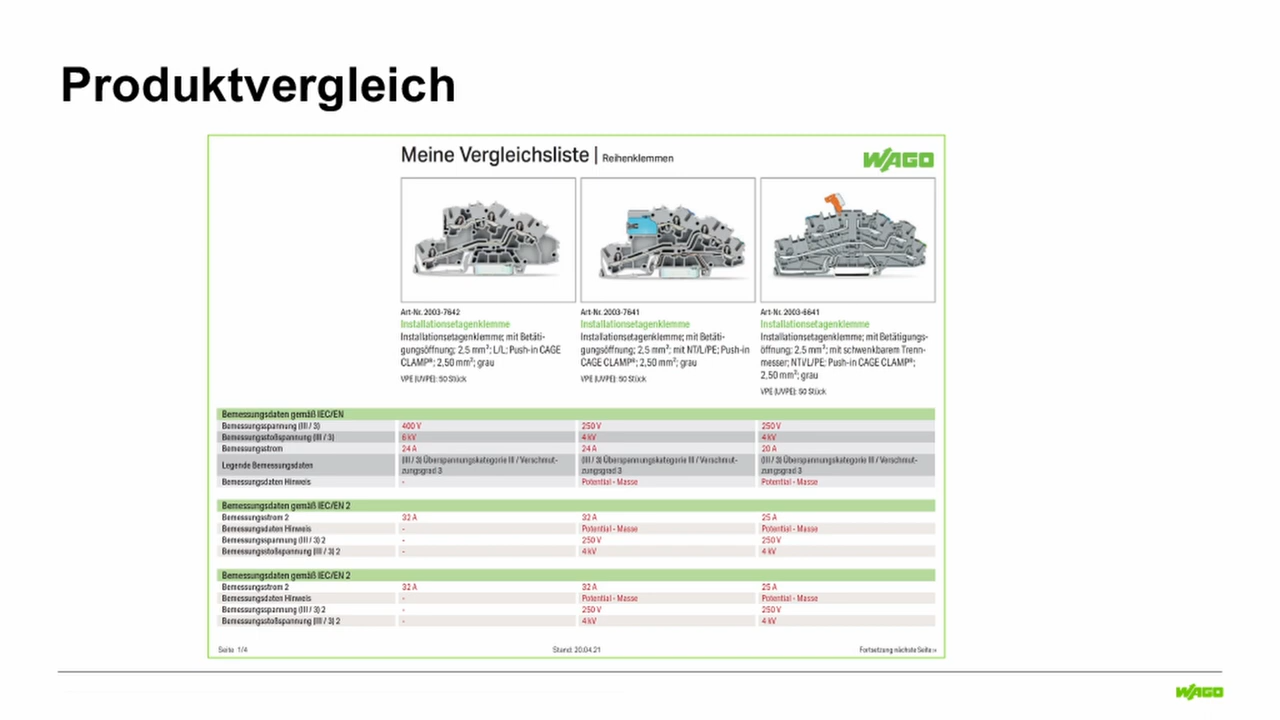 Produktvergleich
Meine Vergleichsliste | Reihenklemmen
WAGO
Art-Nr. 2003-7642
Installationsetagenklemme
Installationsetagenklemme; mit Betäti-
gungsöffnung; 2,5 mm²; L/L; Push-in CAGE
CLAMP®; 2,50 mm²; grau
VPE (UVPE): 50 Stück
Art-Nr. 2003-7641
Installationsetagenklemme
Installationsetagenklemme; mit Betäti-
gungsöffnung; 2,5 mm²; mit NT/L/PE; Push-in
CAGE CLAMP®; 2,50 mm²; grau
VPE (UVPE): 50 Stück
Art-Nr. 2003-6641
Installationsetagenklemme
Installationsetagenklemme; mit Betätigungs-
öffnung; 2,5 mm²; mit schwenkbarem Trenn-
messer; NT/L/PE; Push-in CAGE CLAMP®;
2,50 mm²; grau
VPE (UVPE): 50 Stück
Bemessungsdaten gemäß IEC/EN
Bemessungsspannung (III / 3) 400 V 250 V 250 V
Bemessungsstoßspannung (III / 3) 6 kV 4 kV 4 kV
Bemessungsstrom 24 A 24 A 20 A
Legende Bemessungsdaten (III / 3) Überspannungskategorie III / Verschmut- (III / 3) Überspannungskategorie III / Verschmut- (III / 3) Überspannungskategorie III / Verschmut-
zungsgrad 3 zungsgrad 3 zungsgrad 3
Bemessungsdaten Hinweis - Potential - Masse Potential - Masse
Bemessungsdaten gemäß IEC/EN 2
Bemessungsstrom 2 32 A 32 A 25 A
Bemessungsdaten Hinweis - Potential - Masse Potential - Masse
Bemessungsspannung (III / 3) 2 - 250 V 250 V
Bemessungsstoßspannung (III / 3) 2 - 4 kV 4 kV
Bemessungsdaten gemäß IEC/EN 2
Bemessungsstrom 2 32 A 32 A 25 A
Bemessungsdaten Hinweis - Potential - Masse Potential - Masse
Bemessungsspannung (III / 3) 2 - 250 V 250 V
Bemessungsstoßspannung (III / 3) 2 - 4 kV 4 kV
Seite 1/4 Stand: 20.04.21 Fortsetzung nächste Seite »
WAGO